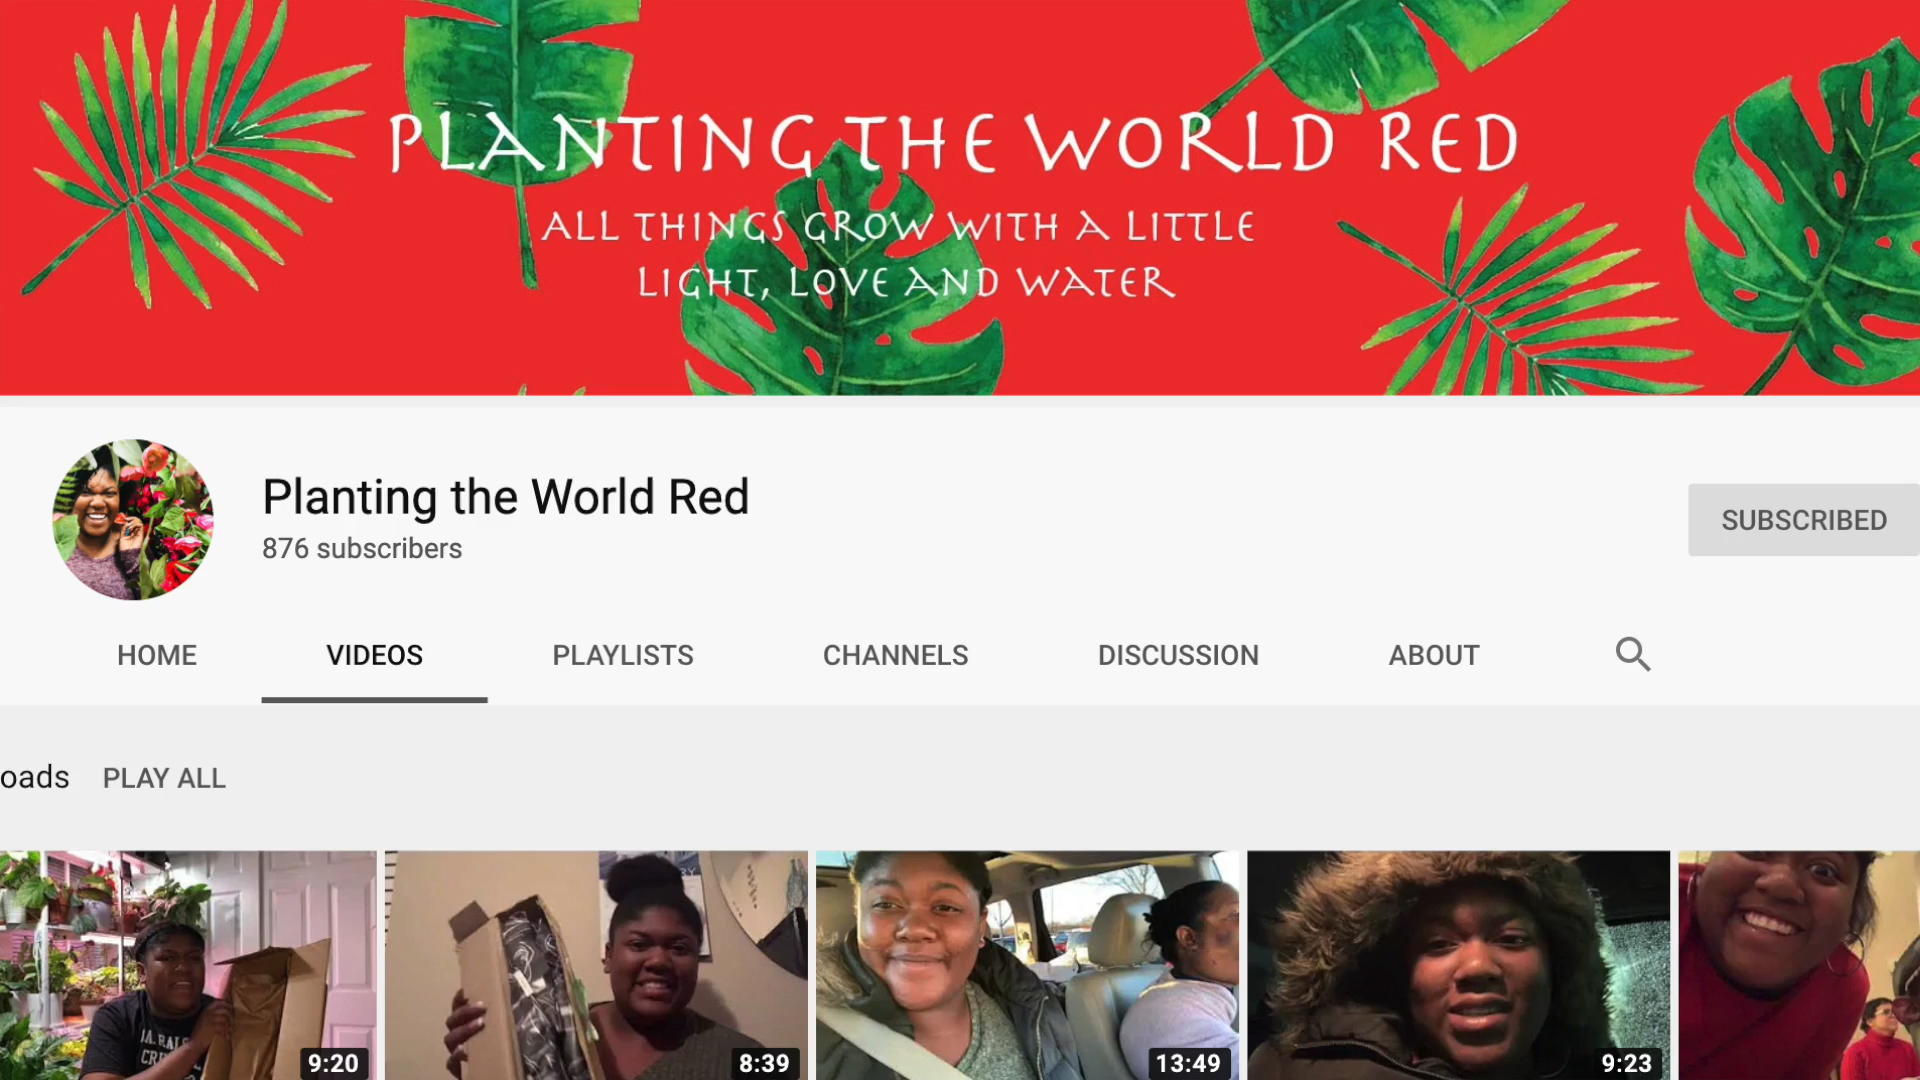 PLANTING THE WORLD RED
ALL THINGS GROW WITH A LITTLE
LIGHT, LOVE AND WATER
Planting the World Red
876 subscribers
SUBSCRIBED
HOME VIDEOS PLAYLISTS CHANNELS DISCUSSION ABOUT
oads PLAY ALL
9:20 8:39 13:49 9:23